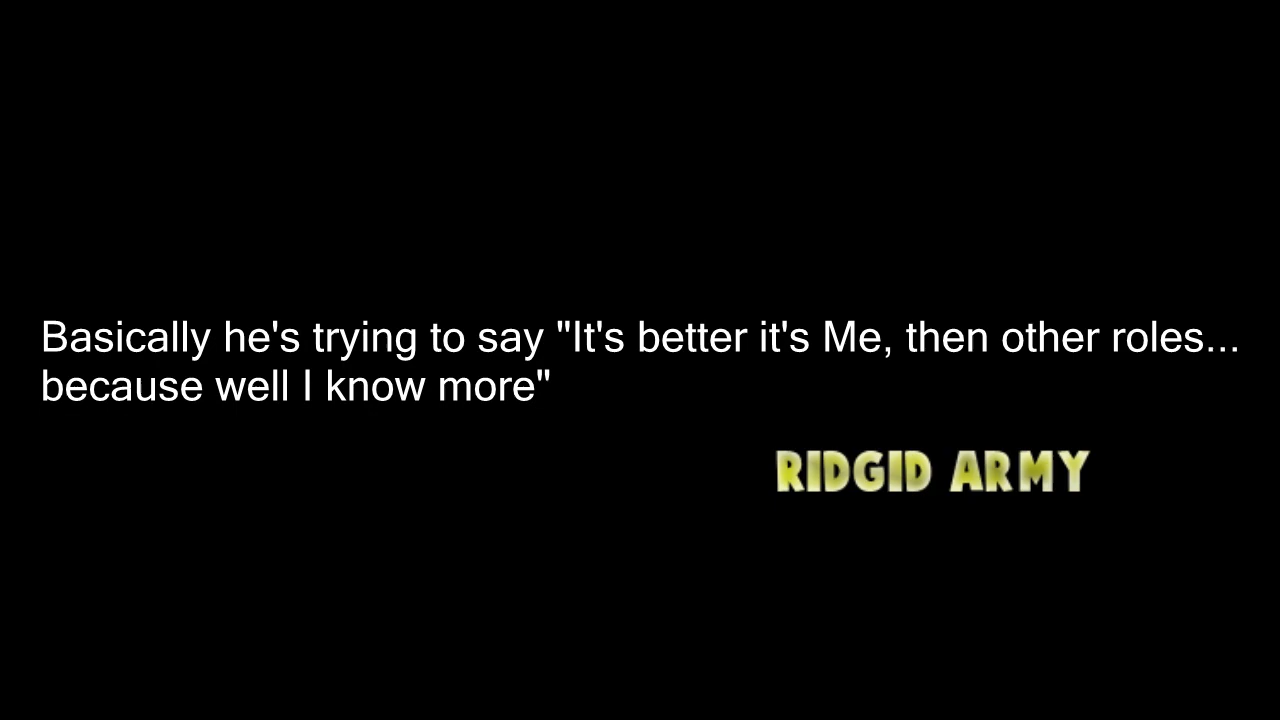 Basically he's trying to say "It's better it's Me, then other roles...
because well I know more"
RIDGID ARMY